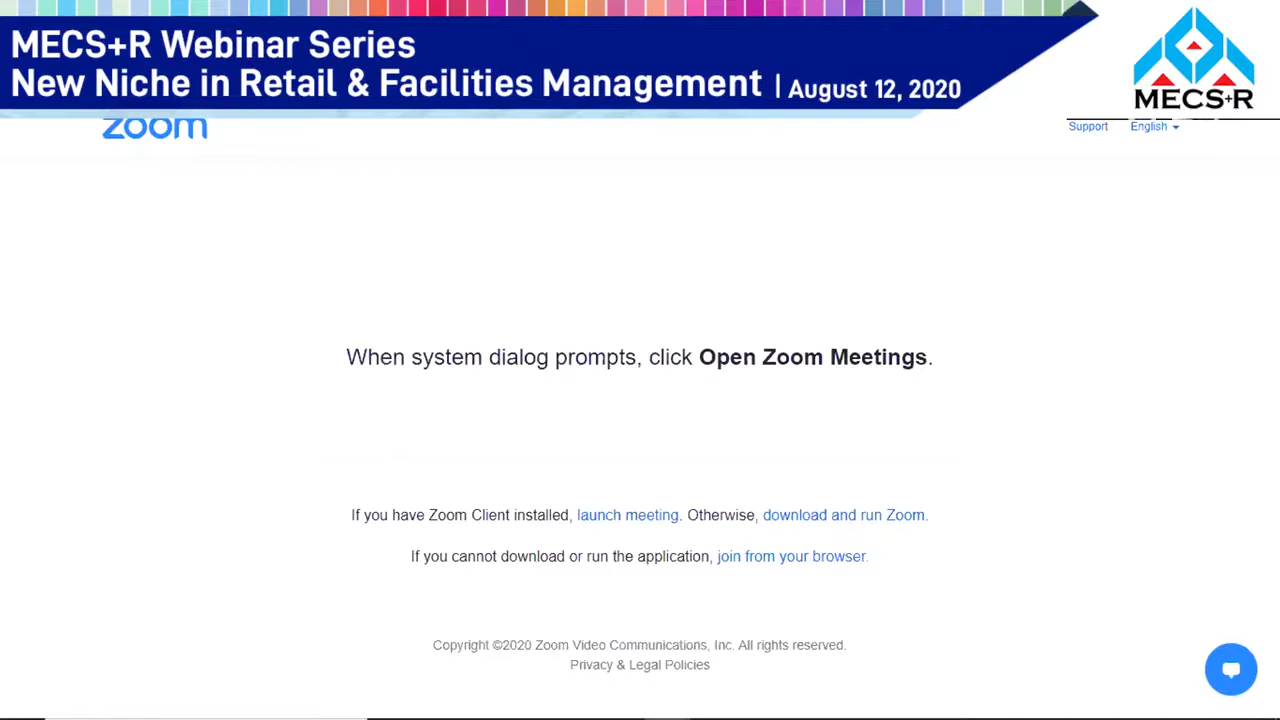 MECS+R Webinar Series
New Niche in Retail & Facilities Management | August 12, 2020
MECS+R
zoom
Support English
When system dialog prompts, click Open Zoom Meetings.
If you have Zoom Client installed, launch meeting. Otherwise, download and run Zoom.
If you cannot download or run the application, join from your browser.
Copyright ©2020 Zoom Video Communications, Inc. All rights reserved.
Privacy & Legal Policies